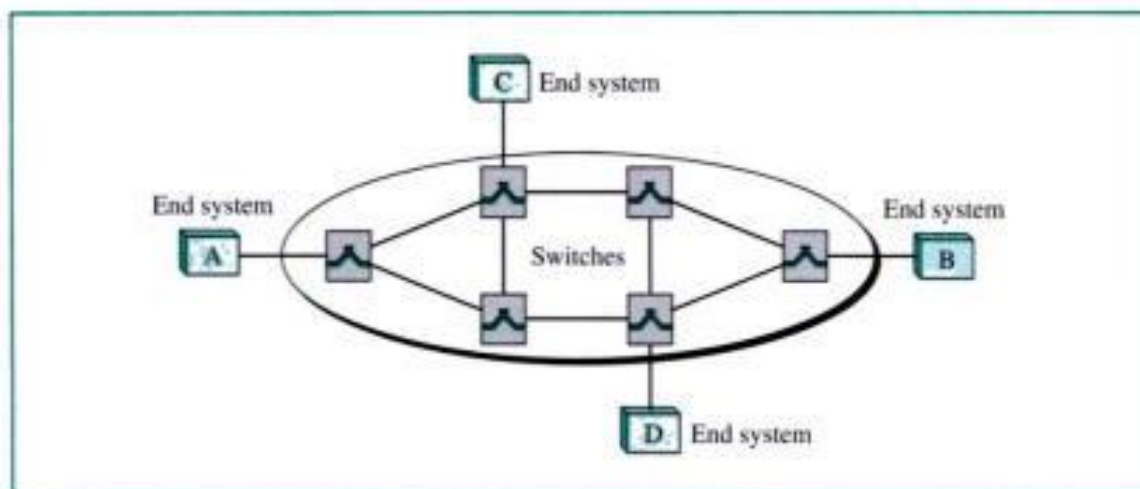 C End system
End system
A
Switches
End system
B
D End system